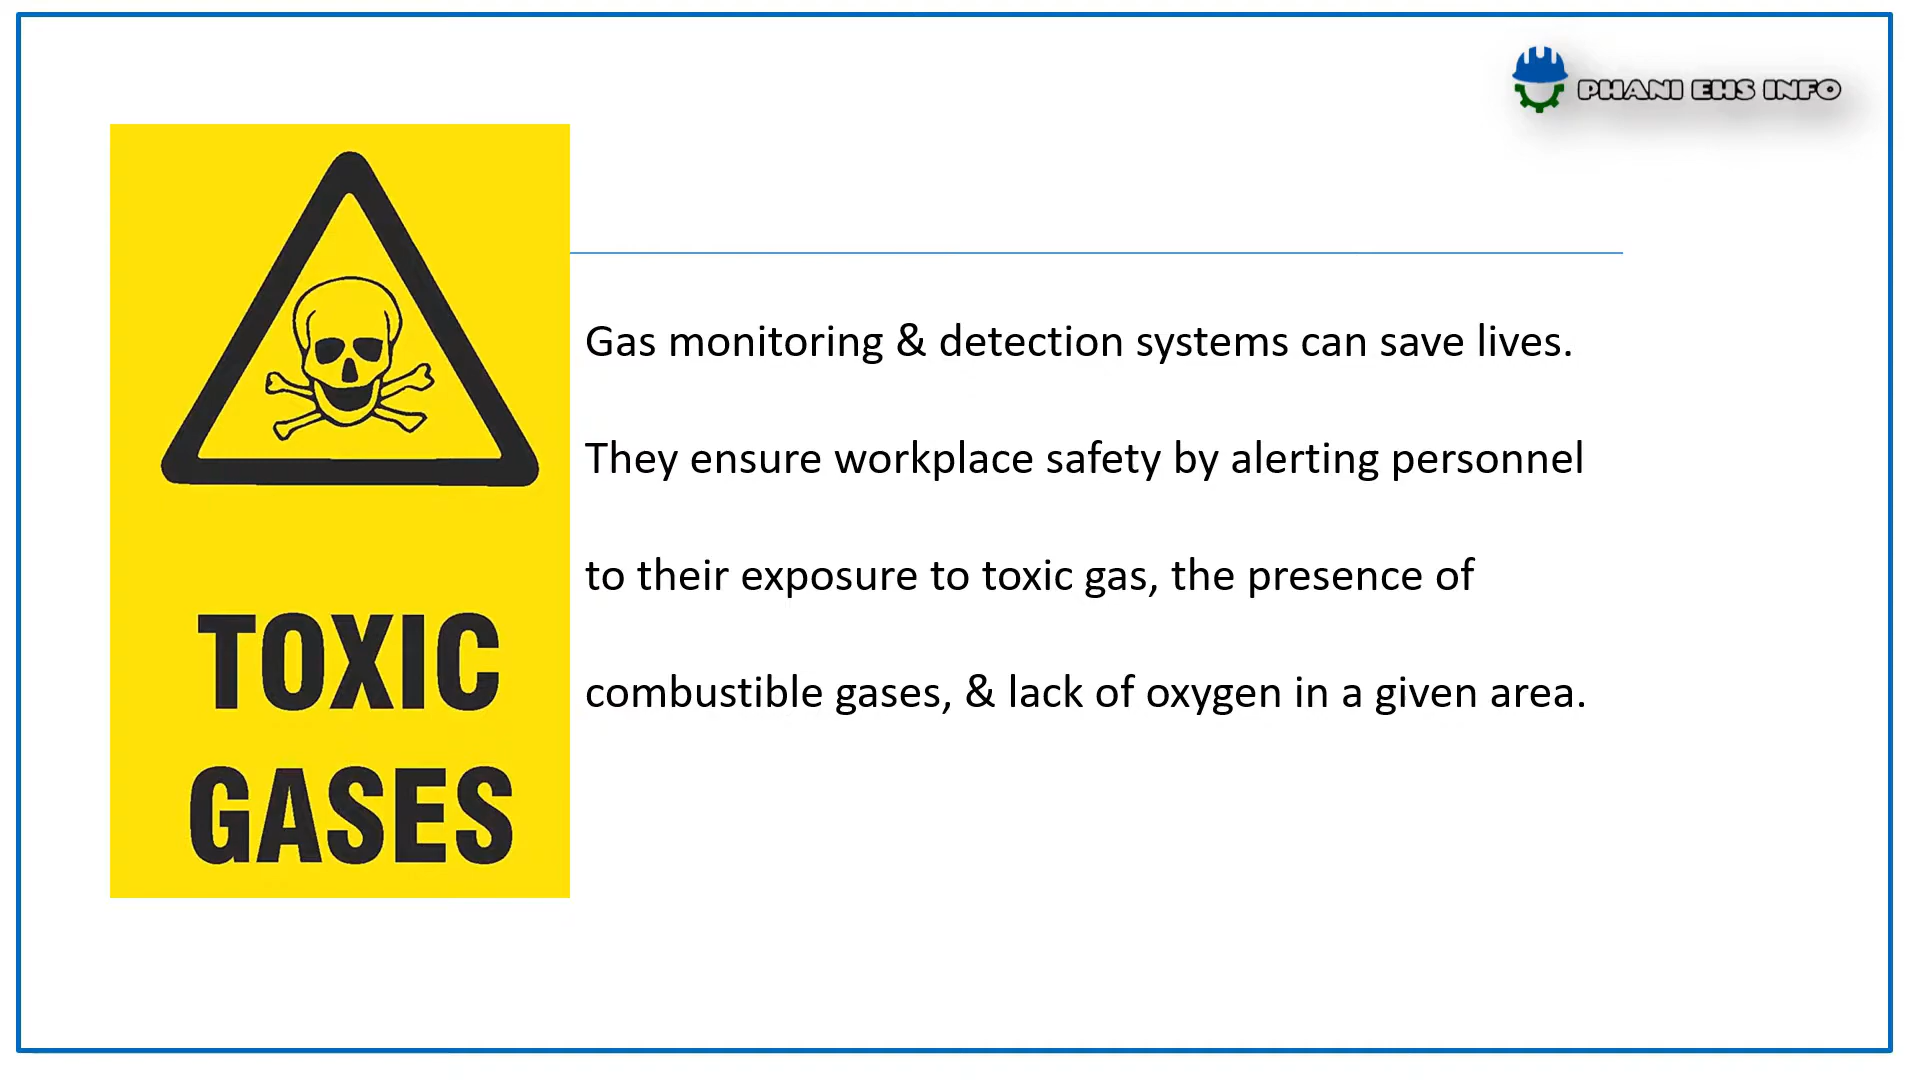 PHANI EHS INFO
TOXIC
GASES
Gas monitoring & detection systems can save lives.
They ensure workplace safety by alerting personnel
to their exposure to toxic gas, the presence of
combustible gases, & lack of oxygen in a given area.